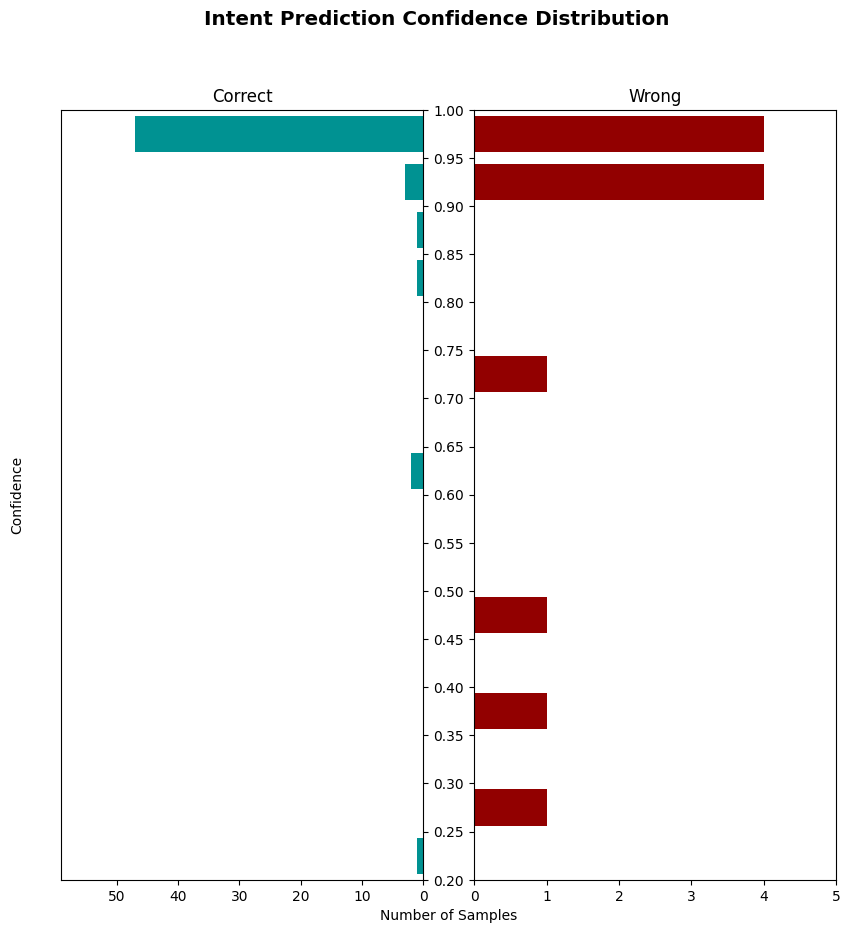 Intent Prediction Confidence Distribution
Correct
Wrong
1.00
0.95
0.90
0.85
0.80
0.75
0.70
0.65
0.60
0.55
0.50
0.45
0.40
0.35
0.30
0.25
0.20
Confidence
50 40 30 20 10 0
0 1 2 3 4 5
Number of Samples